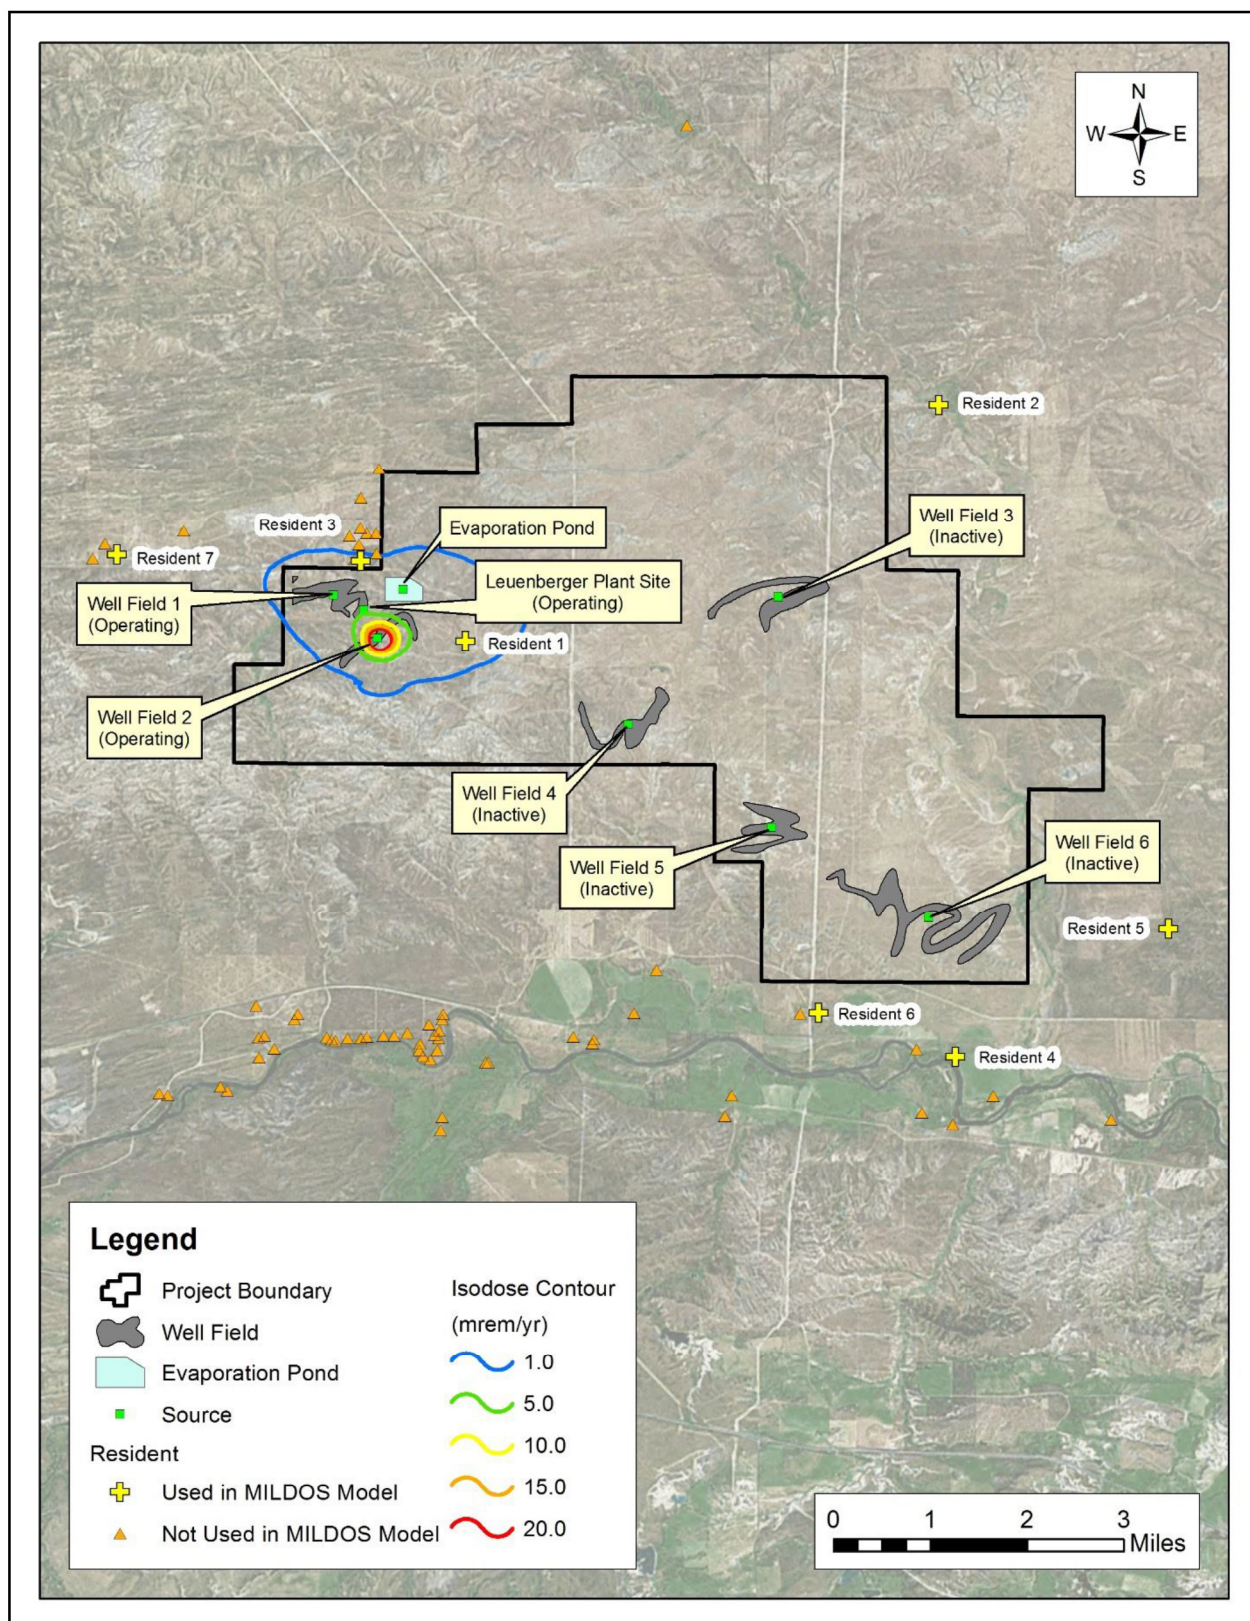 N
W E
S
Resident 2
Well Field 3
(Inactive)
Resident 3
Evaporation Pond
Resident 7
Leuenberger Plant Site
(Operating)
Well Field 1
(Operating)
Resident 1
Well Field 2
(Operating)
Well Field 4
(Inactive)
Well Field 5
(Inactive)
Well Field 6
(Inactive)
Resident 5
Resident 6
Resident 4
Legend
Project Boundary
Well Field
Evaporation Pond
Source
Resident
Used in MILDOS Model
Not Used in MILDOS Model
Isodose Contour
(mrem/yr)
1.0
5.0
10.0
15.0
20.0
0 1 2 3
Miles